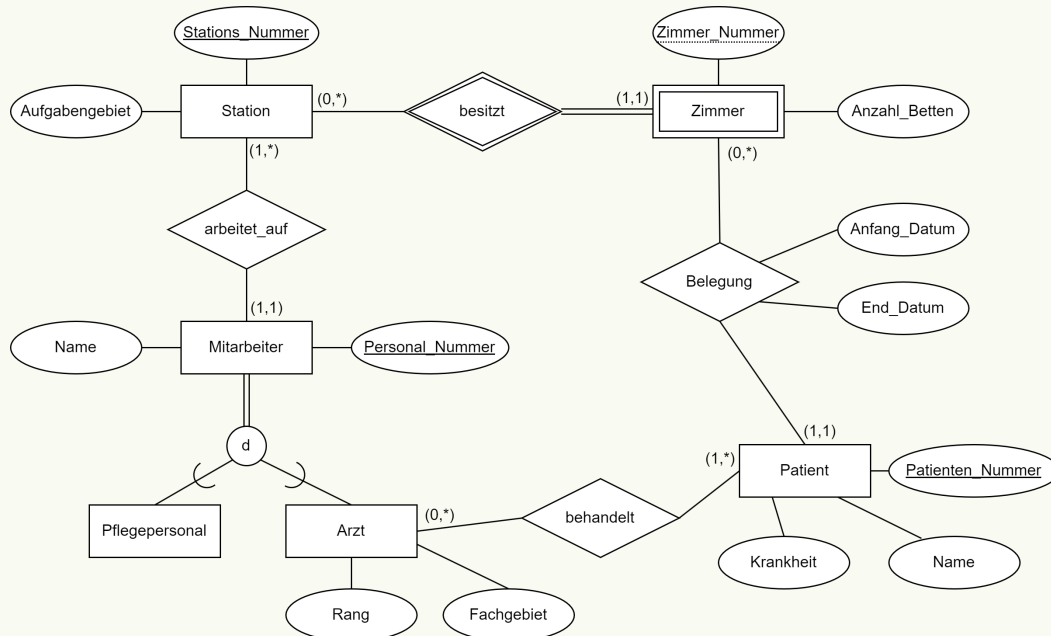 Stations_Nummer
Zimmer_Nummer
Aufgabengebiet
Station
(0,*)
besitzt
(1,1)
Zimmer
Anzahl_Betten
(1,*)
(0,*)
arbeitet_auf
Anfang_Datum
Belegung
End_Datum
(1,1)
Name
Mitarbeiter
Personal_Nummer
d
(1,1)
(1,*)
Patient
Patienten_Nummer
Pflegepersonal
Arzt
(0,*)
behandelt
Krankheit
Name
Rang
Fachgebiet